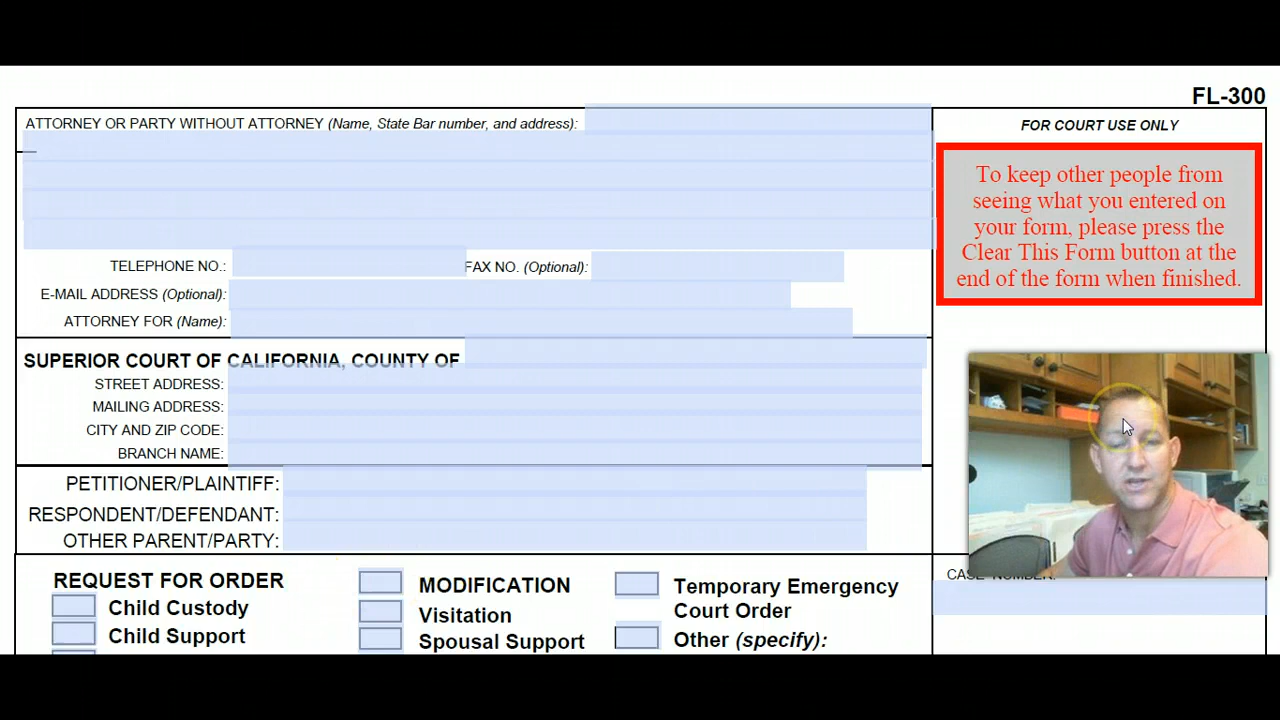 FL-300
ATTORNEY OR PARTY WITHOUT ATTORNEY (Name, State Bar number, and address):
FOR COURT USE ONLY
To keep other people from
seeing what you entered on
your form, please press the
Clear This Form button at the
end of the form when finished.
TELEPHONE NO.: FAX NO. (Optional):
E-MAIL ADDRESS (Optional):
ATTORNEY FOR (Name):
SUPERIOR COURT OF CALIFORNIA, COUNTY OF
STREET ADDRESS:
MAILING ADDRESS:
CITY AND ZIP CODE:
BRANCH NAME:
PETITIONER/PLAINTIFF:
RESPONDENT/DEFENDANT:
OTHER PARENT/PARTY:
CASE NUMBER:
REQUEST FOR ORDER MODIFICATION Temporary Emergency
Court Order
Child Custody Visitation
Child Support Spousal Support Other (specify):